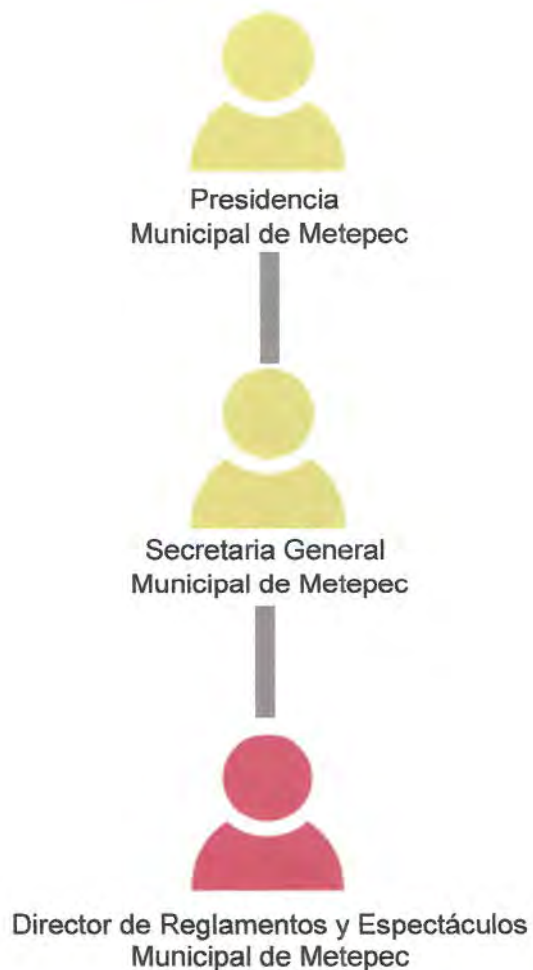 Presidencia
Municipal de Metepec
Secretaria General
Municipal de Metepec
Director de Reglamentos y Espectáculos
Municipal de Metepec